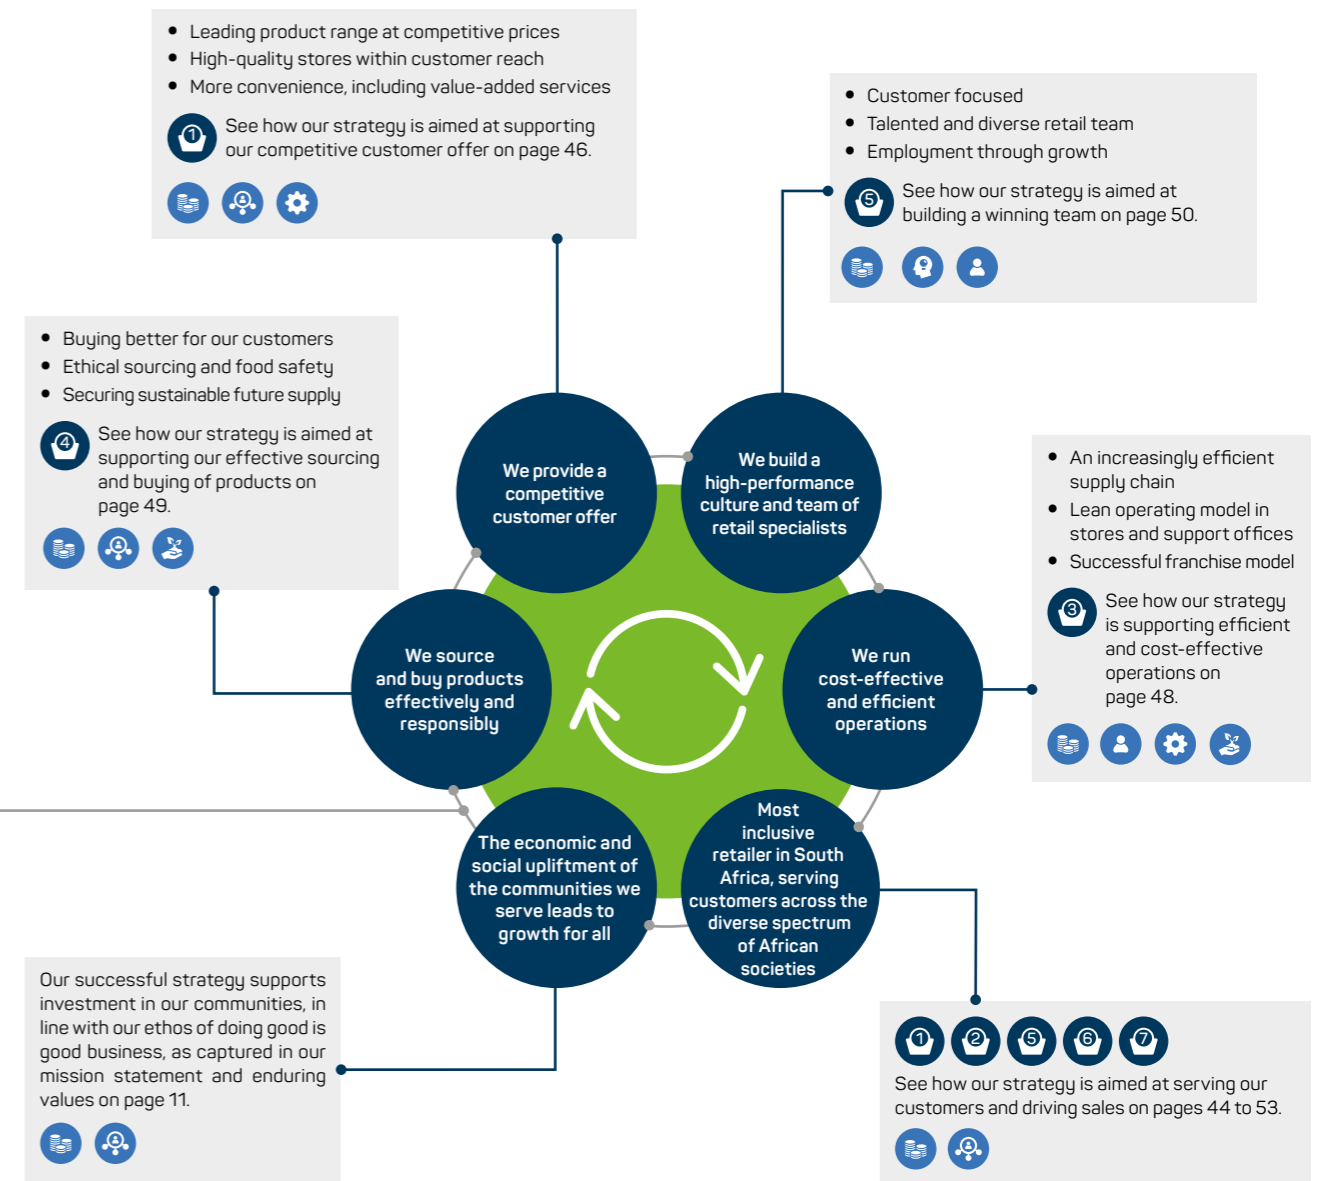 • Leading product range at competitive prices
• High-quality stores within customer reach
• More convenience, including value-added services
1
See how our strategy is aimed at supporting
our competitive customer offer on page 46.
• Customer focused
• Talented and diverse retail team
• Employment through growth
5
See how our strategy is aimed at
building a winning team on page 50.
• Buying better for our customers
• Ethical sourcing and food safety
• Securing sustainable future supply
4
See how our strategy is aimed at
supporting our effective sourcing
and buying of products on
page 49.
We provide a
competitive
customer offer
We build a
high-performance
culture and team of
retail specialists
• An increasingly efficient
supply chain
• Lean operating model in
stores and support offices
• Successful franchise model
3
See how our strategy
is supporting efficient
and cost-effective
operations on
page 48.
We source
and buy products
effectively and
responsibly
We run
cost-effective
and efficient
operations
The economic and
social upliftment of
the communities we
serve leads to
growth for all
Most
inclusive
retailer in South
Africa, serving
customers across the
diverse spectrum
of African
societies
Our successful strategy supports
investment in our communities, in
line with our ethos of doing good is
good business, as captured in our
mission statement and enduring
values on page 11.
1 2 5 6 7
See how our strategy is aimed at serving our
customers and driving sales on pages 44 to 53.